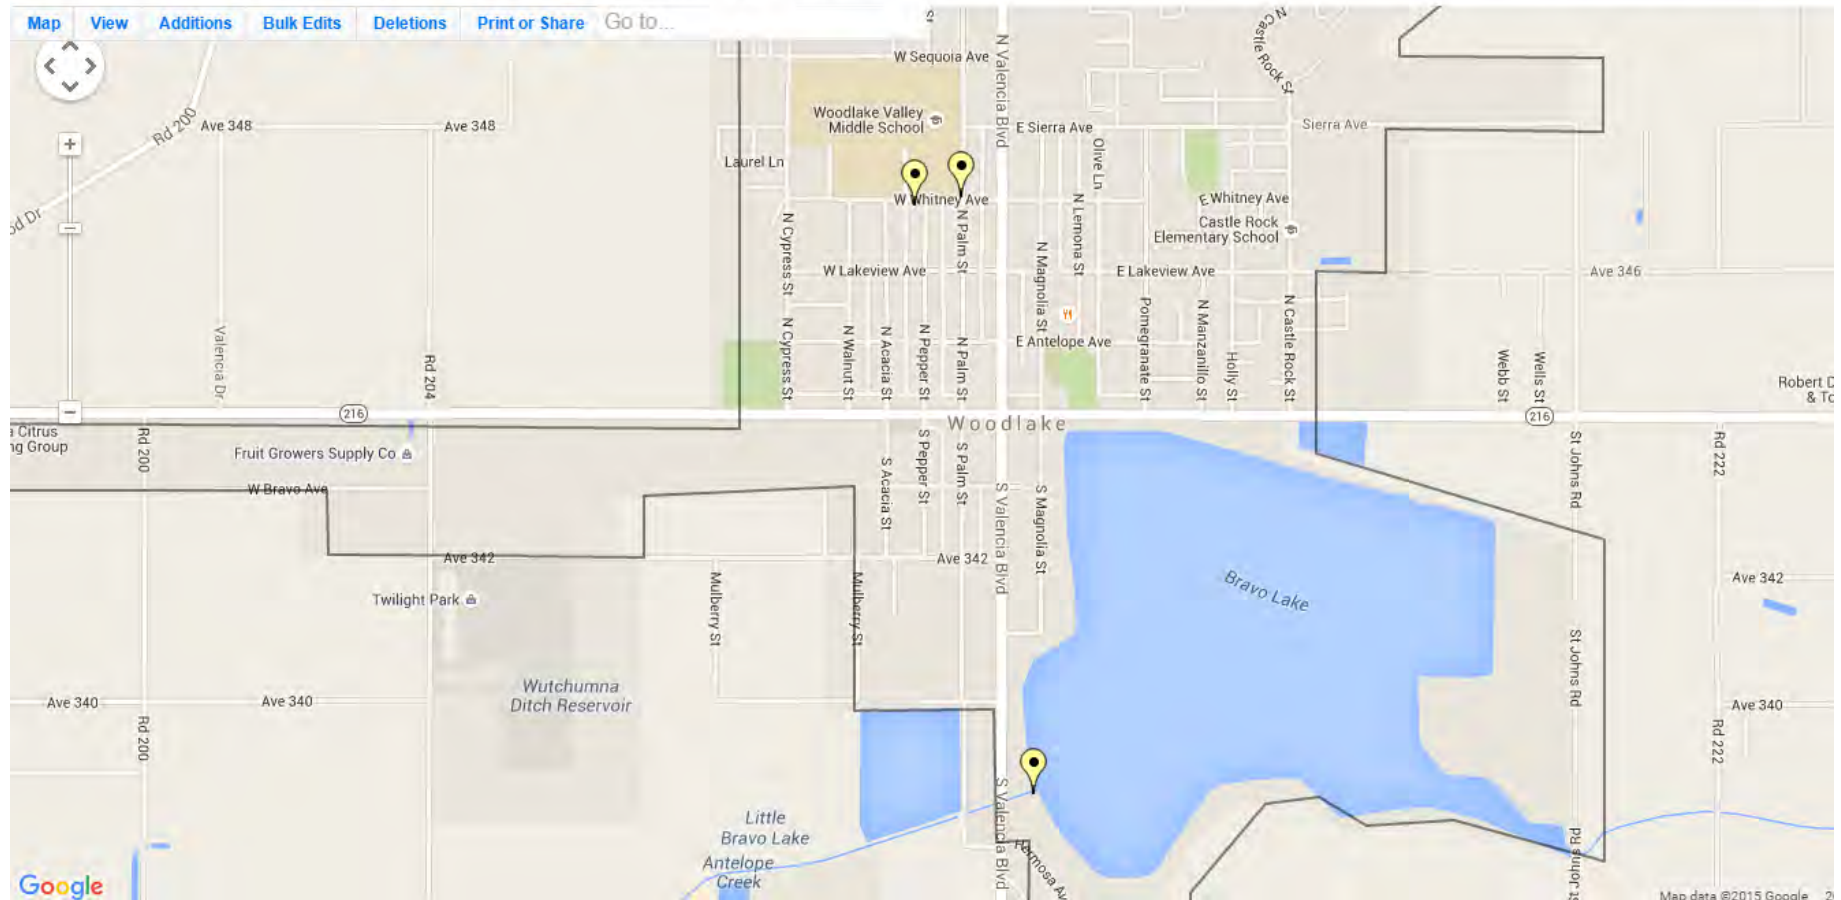 Map View Additions Bulk Edits Deletions Print or Share Go to...
W Sequoia Ave
N Valencia Blvd
N Castle Rock St
Woodlake Valley
Middle School
Rd 200
Ave 348
Ave 348
E Sierra Ave
Sierra Ave
Laurel Ln
Olive Ln
W Whitney Ave
E Whitney Ave
od Dr
N Cypress St
N Palm St
N Lemona St
Castle Rock
Elementary School
N Magnolia St
W Lakeview Ave
E Lakeview Ave
Ave 346
Valencia Dr
Rd 204
N Cypress St
N Walnut St
N Acacia St
N Pepper St
N Palm St
E Antelope Ave
Pomegranate St
N Manzanillo St
Holly St
N Castle Rock St
Webb St
Wells St
Robert D
& To
216
216
Woodlake
a Citrus
ng Group
Rd 200
Fruit Growers Supply Co
S Acacia St
S Pepper St
S Palm St
St Johns Rd
Rd 222
W Bravo Ave
S Valencia Blvd
S Magnolia St
Ave 342
Ave 342
Ave 342
Bravo Lake
Twilight Park
Mulberry St
Mulberry St
St Johns Rd
Wutchumna
Ditch Reservoir
Ave 340
Ave 340
Ave 340
Rd 200
Rd 222
S Valencia Blvd
Little
Bravo Lake
Antelope
Creek
Hermosa Av
St Johns Rd
Google
Map data ©2015 Google